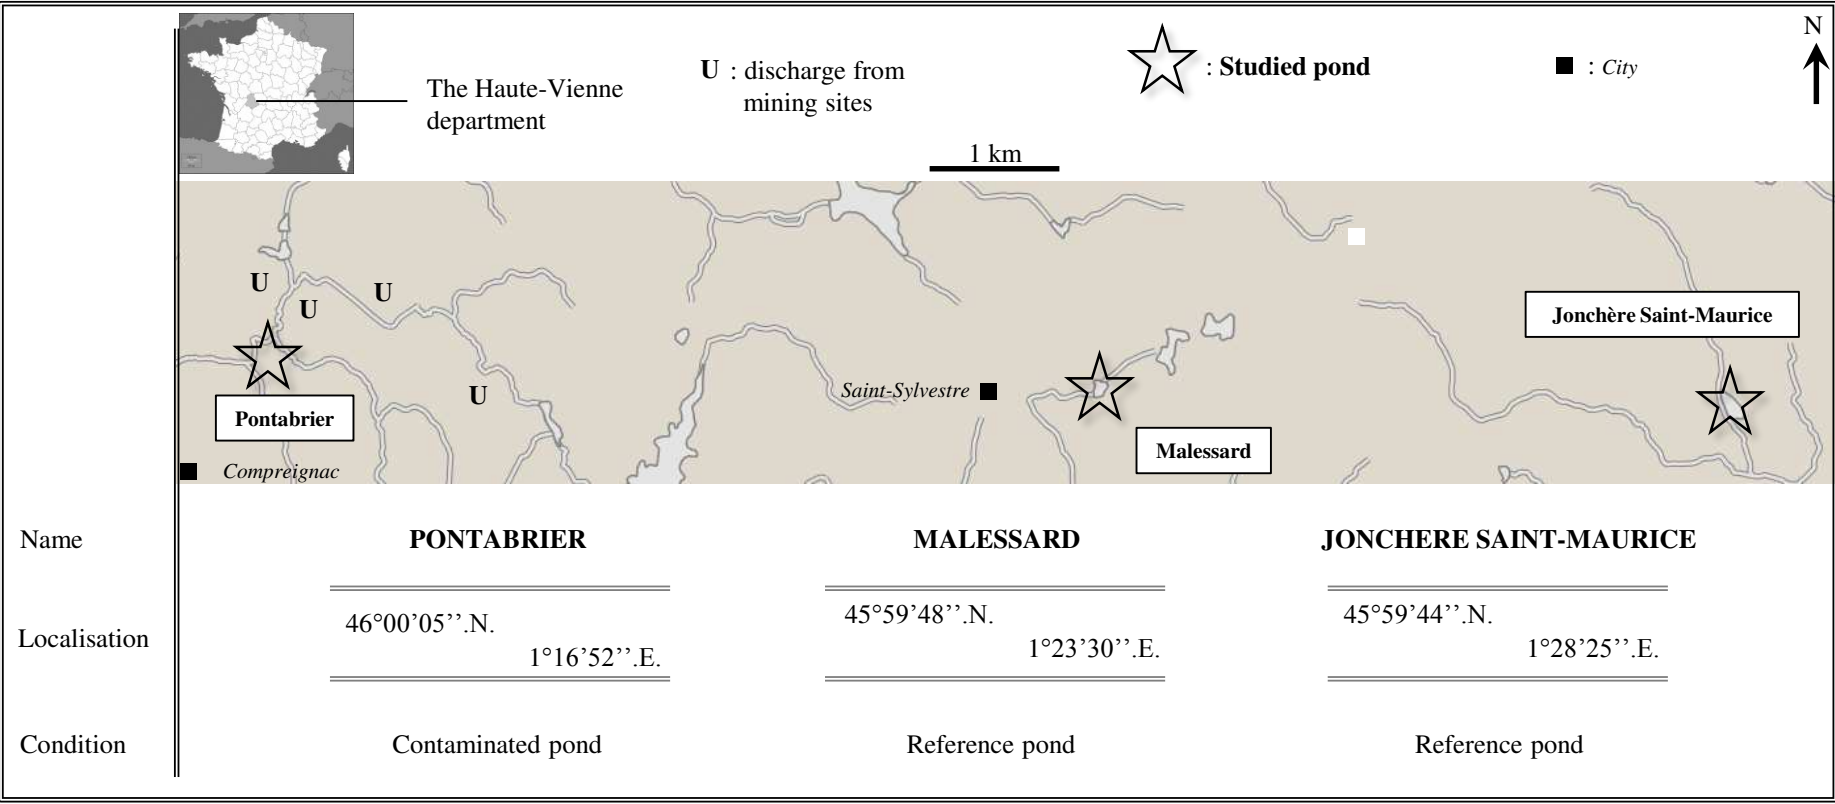 The Haute-Vienne
department
U : discharge from
mining sites
: Studied pond
: City
N
1 km
U
U
U
U
Jonchère Saint-Maurice
Saint-Sylvestre
Pontabrier
Malessard
Compreignac
Name PONTABRIER MALESSARD JONCHERE SAINT-MAURICE
Localisation
46°00’05’’.N.
1°16’52’’.E.
45°59’48’’.N.
1°23’30’’.E.
45°59’44’’.N.
1°28’25’’.E.
Condition Contaminated pond Reference pond Reference pond